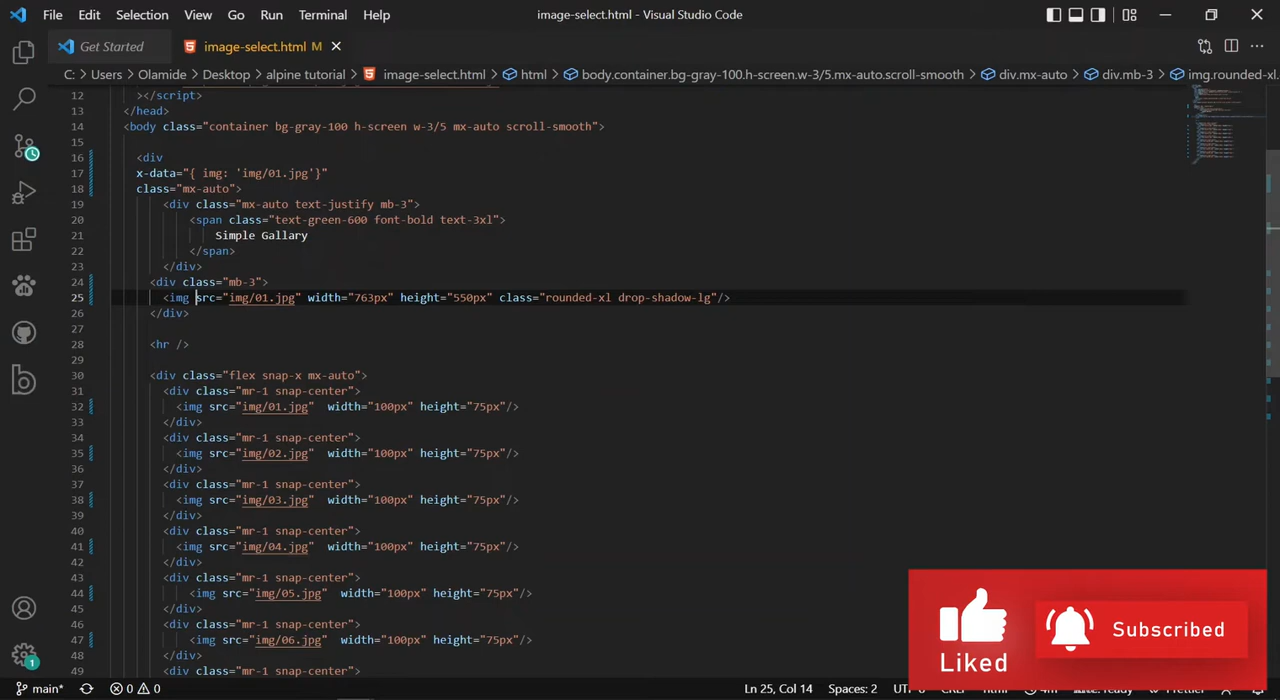 File Edit Selection View Go Run Terminal Help image-select.html - Visual Studio Code
Get Started image-select.html M
C: > Users > Olamide > Desktop > alpine tutorial > image-select.html > html > body.container.bg-gray-100.h-screen.w-3/5.mx-auto.scroll-smooth > div.mx-auto > div.mb-3 > img.rounded-xl.
12 ></script>
13 </head>
14 <body class="container bg-gray-100 h-screen w-3/5 mx-auto scroll-smooth">
15
16 <div
17 x-data="{ img: 'img/01.jpg'}"
18 class="mx-auto">
19 <div class="mx-auto text-justify mb-3">
20 <span class="text-green-600 font-bold text-3xl">
21 Simple Gallary
22 </span>
23 </div>
24 <div class="mb-3">
25 <img src="img/01.jpg" width="763px" height="550px" class="rounded-xl drop-shadow-lg"/>
26 </div>
27
28 <hr />
29
30 <div class="flex snap-x mx-auto">
31 <div class="mr-1 snap-center">
32 <img src="img/01.jpg" width="100px" height="75px"/>
33 </div>
34 <div class="mr-1 snap-center">
35 <img src="img/02.jpg" width="100px" height="75px"/>
36 </div>
37 <div class="mr-1 snap-center">
38 <img src="img/03.jpg" width="100px" height="75px"/>
39 </div>
40 <div class="mr-1 snap-center">
41 <img src="img/04.jpg" width="100px" height="75px"/>
42 </div>
43 <div class="mr-1 snap-center">
44 <img src="img/05.jpg" width="100px" height="75px"/>
45 </div>
46 <div class="mr-1 snap-center">
47 <img src="img/06.jpg" width="100px" height="75px"/>
48 </div>
49 <div class="mr-1 snap-center">
Liked
Subscribed
1
main* 0 0 Ln 25, Col 14 Spaces: 2